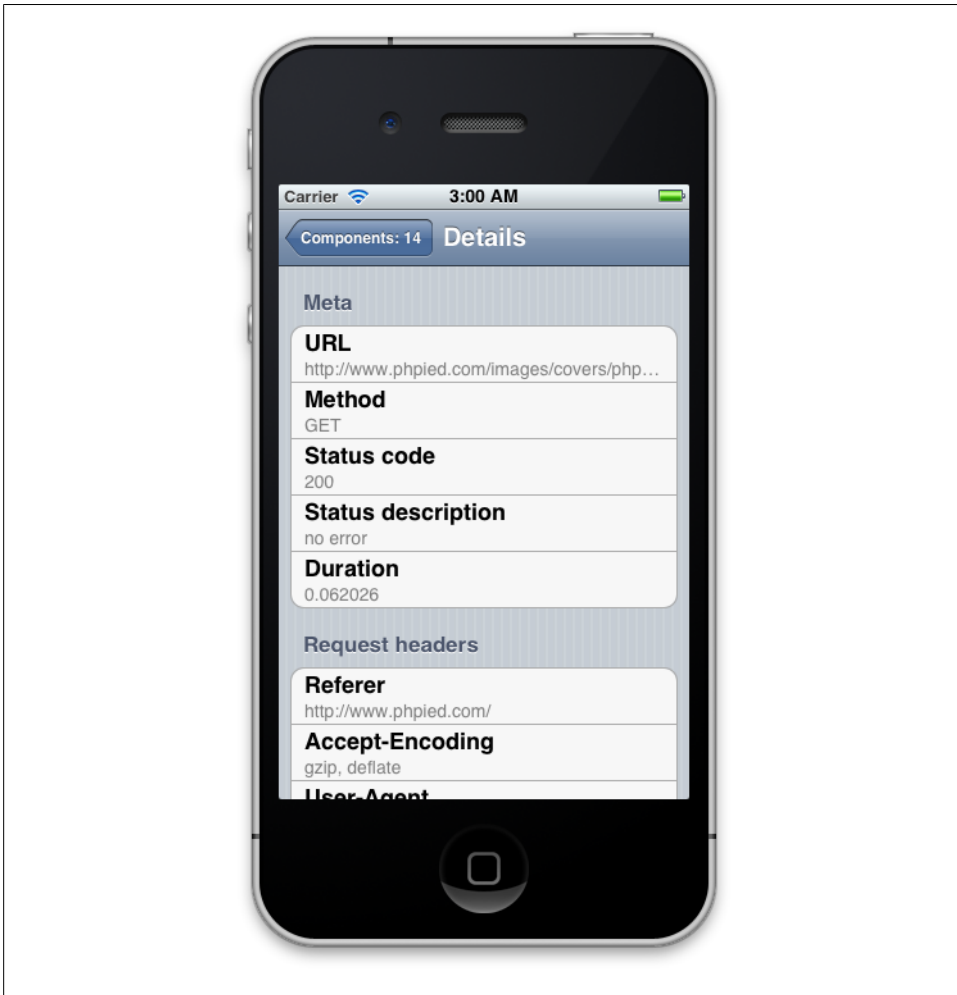 Carrier 3:00 AM
Components: 14 Details
Meta
URL
http://www.phpied.com/images/covers/php...
Method
GET
Status code
200
Status description
no error
Duration
0.062026
Request headers
Referer
http://www.phpied.com/
Accept-Encoding
gzip, deflate
User-Agent